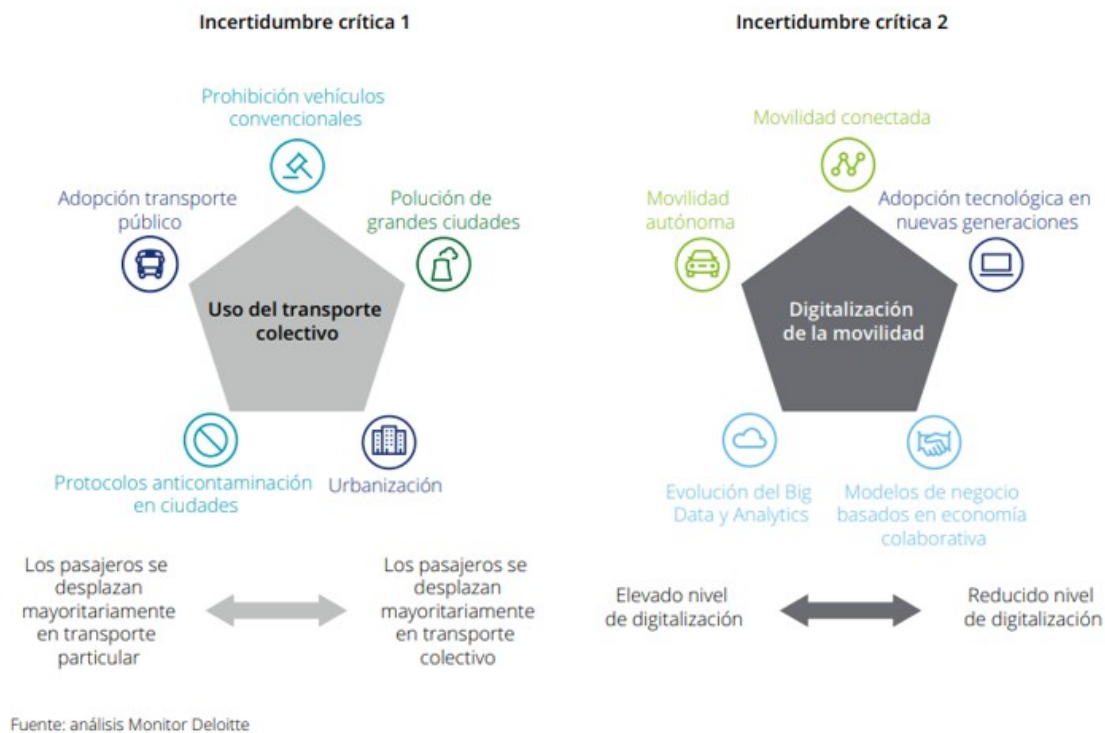 Incertidumbre crítica 1
Prohibición vehículos
convencionales
Adopción transporte
público
Polución de
grandes ciudades
Uso del transporte
colectivo
Protocolos anticontaminación
en ciudades
Urbanización
Los pasajeros se
desplazan
mayoritariamente
en transporte
particular
Los pasajeros se
desplazan
mayoritariamente
en transporte
colectivo
Incertidumbre crítica 2
Movilidad conectada
Movilidad
autónoma
Adopción tecnológica en
nuevas generaciones
Digitalización
de la movilidad
Evolución del Big
Data y Analytics
Modelos de negocio
basados en economía
colaborativa
Elevado nivel
de digitalización
Reducido nivel
de digitalización
Fuente: análisis Monitor Deloitte